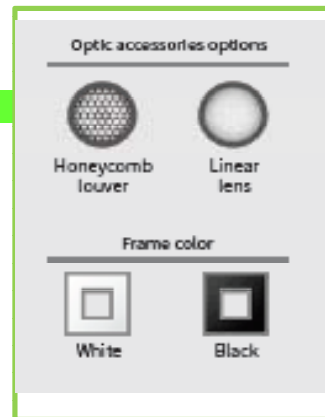 Optic accessories options
Honeycomb
louver
Linear
lens
Frame color
White
Black